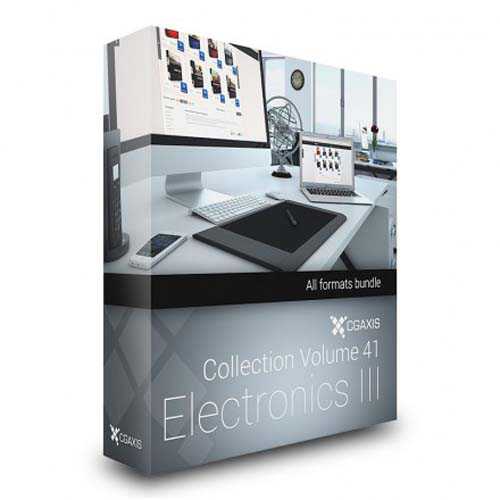 All formats bundle
CGAXIS
Collection Volume 41
Electronics III
CGAXIS